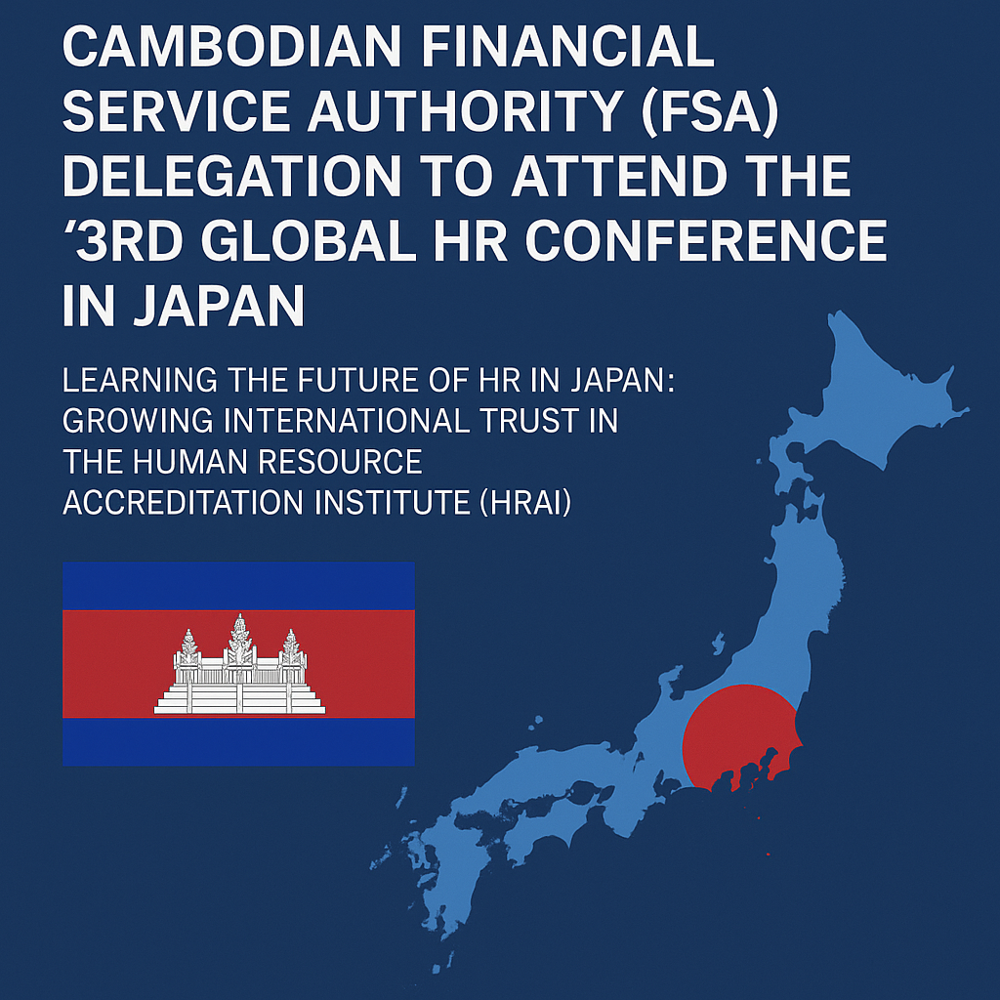 CAMBODIAN FINANCIAL
SERVICE AUTHORITY (FSA)
DELEGATION TO ATTEND THE
‘3RD GLOBAL HR CONFERENCE
IN JAPAN
LEARNING THE FUTURE OF HR IN JAPAN:
GROWING INTERNATIONAL TRUST IN
THE HUMAN RESOURCE
ACCREDITATION INSTITUTE (HRAI)